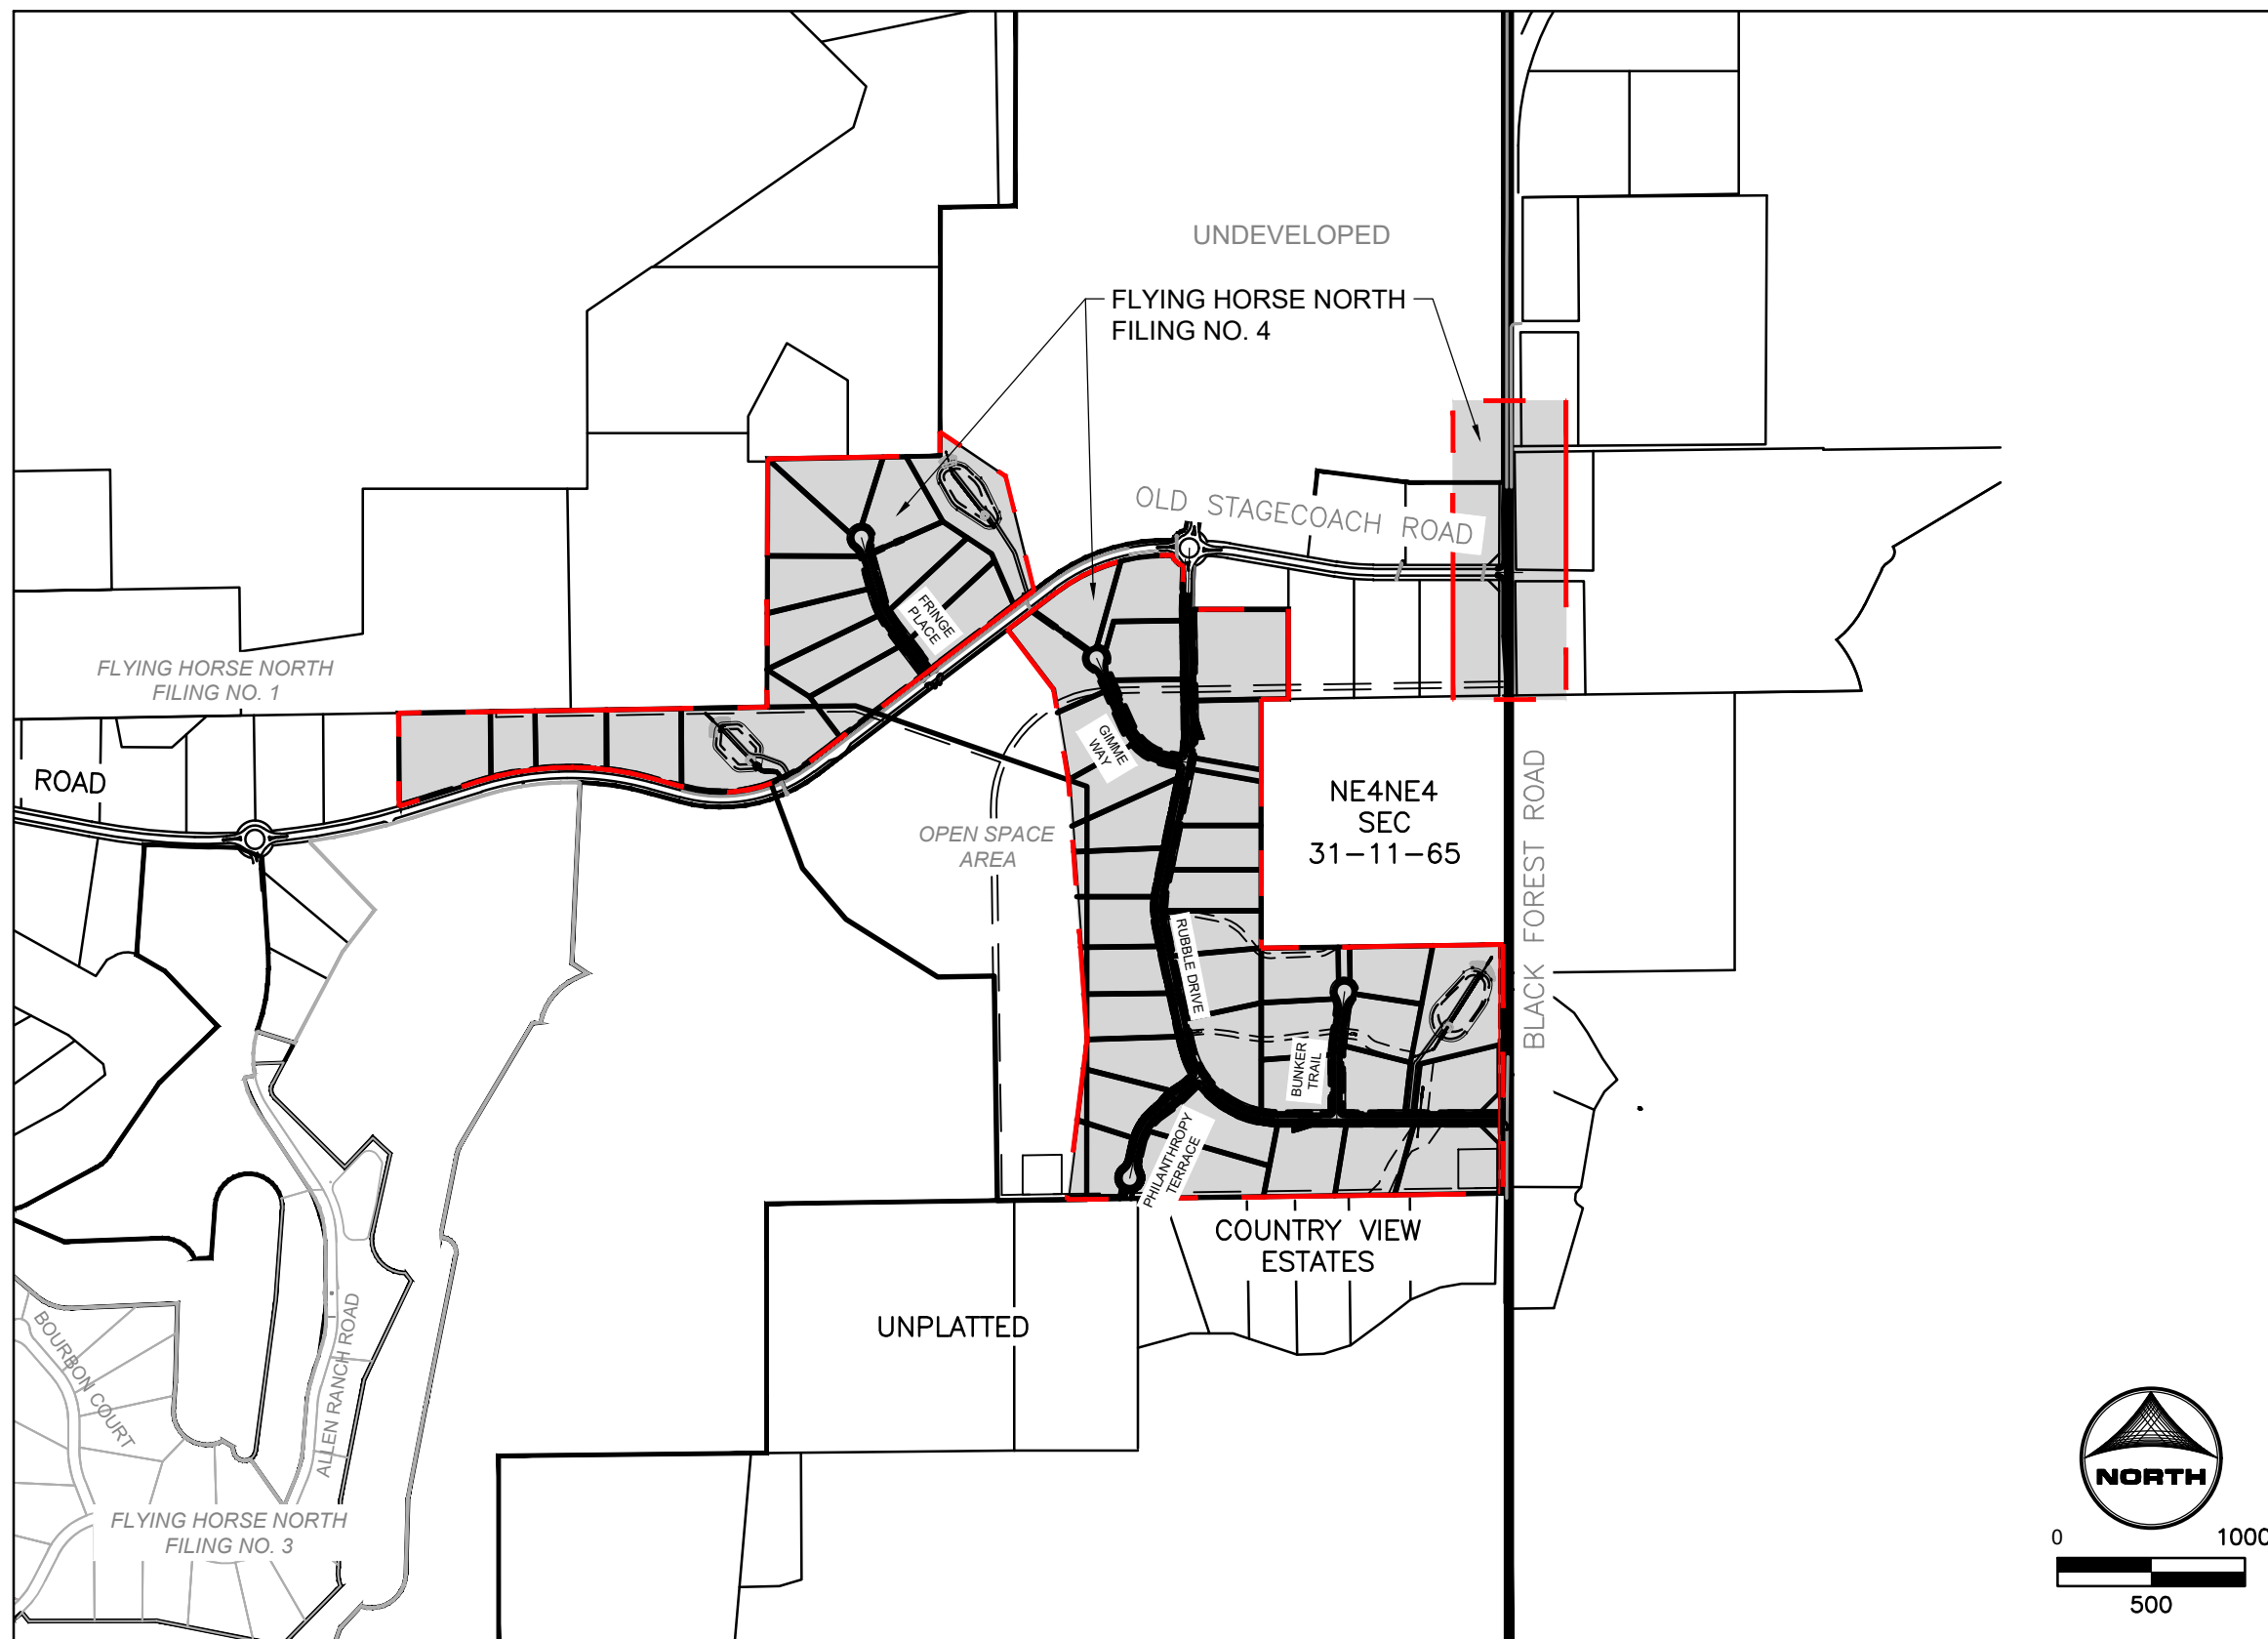 UNDEVELOPED
FLYING HORSE NORTH
FILING NO. 4
OLD STAGECOACH ROAD
FRINGE
PLACE
FLYING HORSE NORTH
FILING NO. 1
ROAD
GIMME
WAY
NE4NE4
SEC
31-11-65
OPEN SPACE
AREA
BLACK FOREST ROAD
RUBBLE DRIVE
BUNKER
TRAIL
PHILANTHROPY
TERRACE
COUNTRY VIEW
ESTATES
UNPLATTED
BOURBON COURT
ALLEN RANCH ROAD
FLYING HORSE NORTH
FILING NO. 3
NORTH
0 1000
500